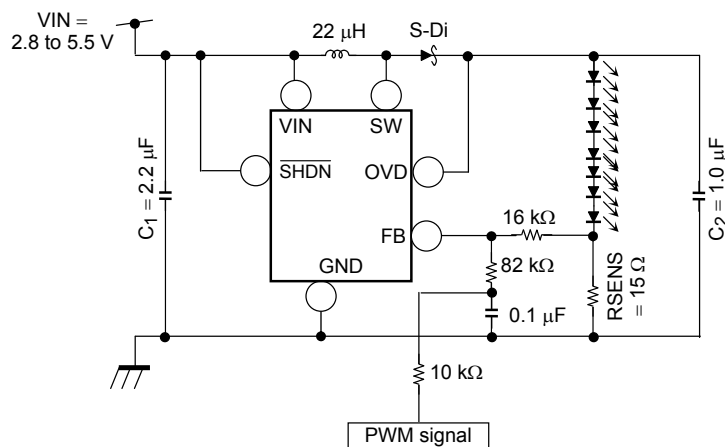 VIN =
2.8 to 5.5 V
22 μH
S-Di
VIN
SW
SHDN
OVD
FB
GND
C1 = 2.2 μF
16 kΩ
82 kΩ
0.1 μF
RSENS
= 15 Ω
C2 = 1.0 μF
10 kΩ
PWM signal